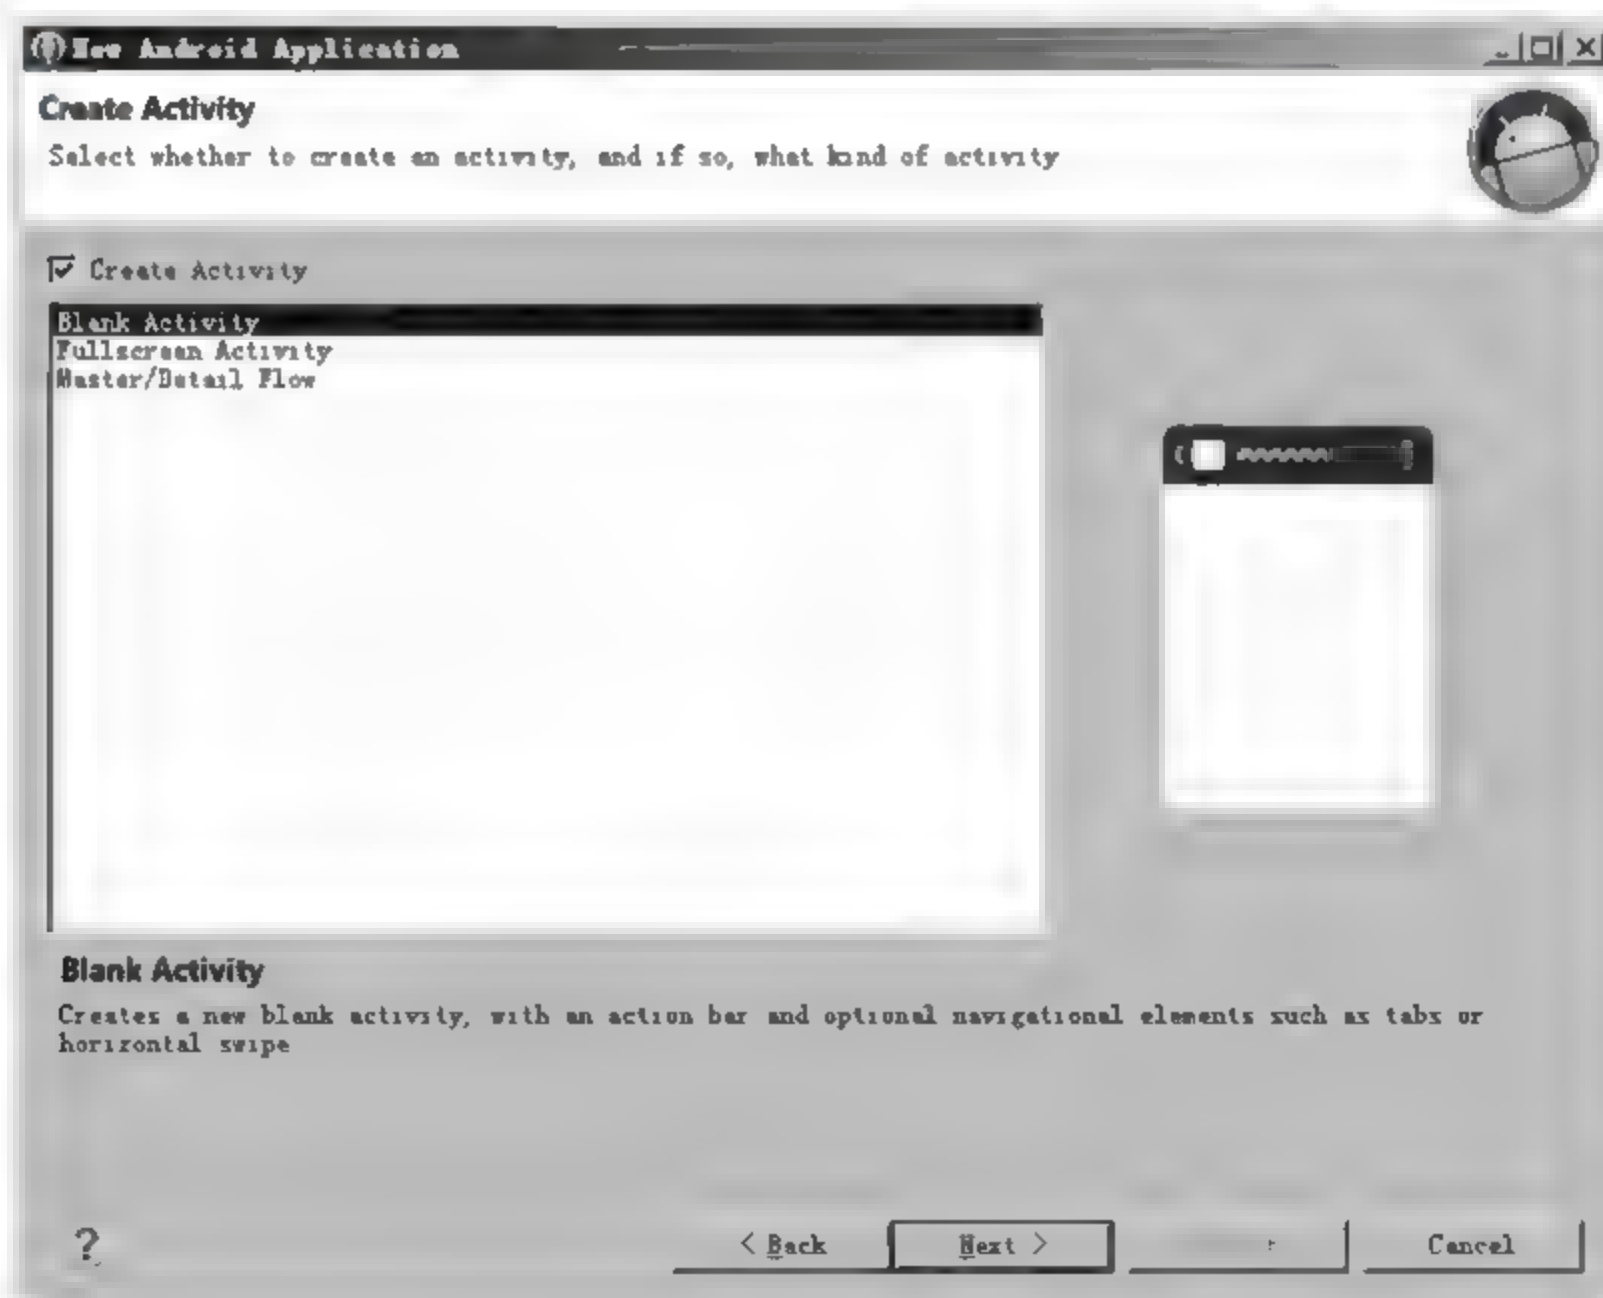 New Android Application
Create Activity
Select whether to create an activity, and if so, what kind of activity
Create Activity
Blank Activity
Fullscreen Activity
Master/Detail Flow
Blank Activity
Creates a new blank activity, with an action bar and optional navigational elements such as tabs or
horizontal swipe
?
< Back
Next >
Cancel